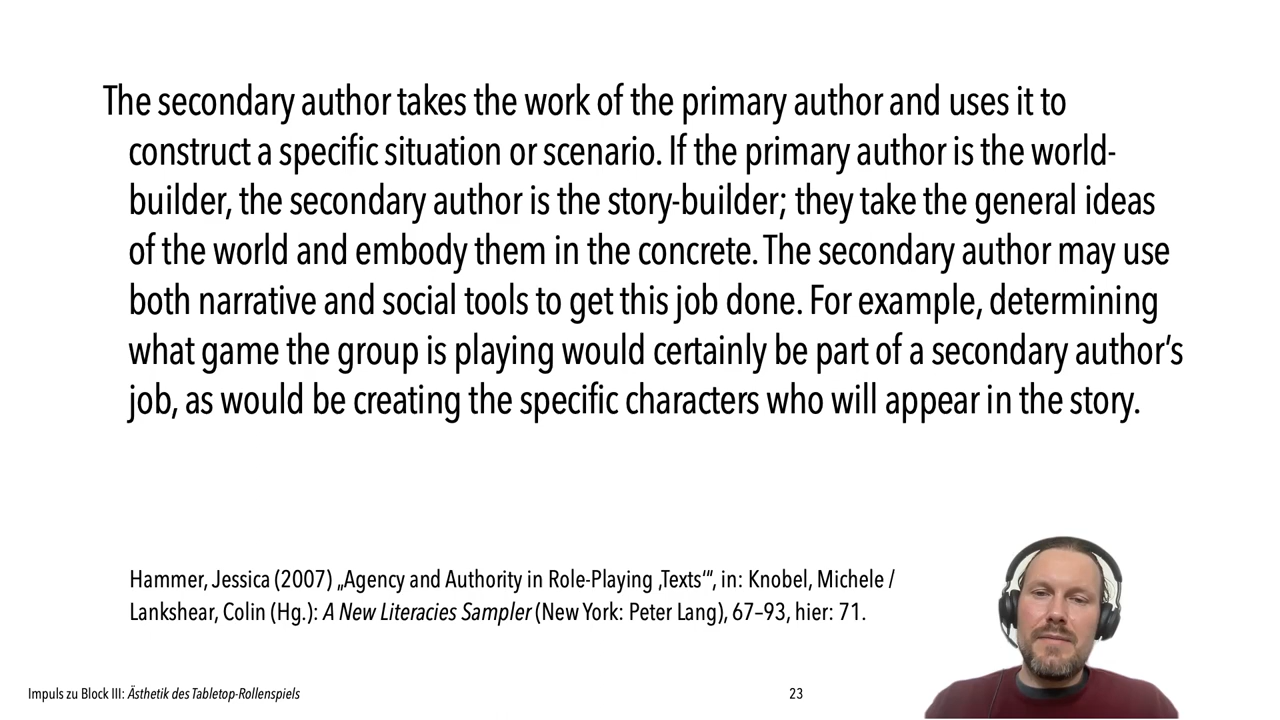 The secondary author takes the work of the primary author and uses it to
construct a specific situation or scenario. If the primary author is the world-
builder, the secondary author is the story-builder; they take the general ideas
of the world and embody them in the concrete. The secondary author may use
both narrative and social tools to get this job done. For example, determining
what game the group is playing would certainly be part of a secondary author’s
job, as would be creating the specific characters who will appear in the story.
Hammer, Jessica (2007) „Agency and Authority in Role-Playing ‚Texts‘“, in: Knobel, Michele /
Lankshear, Colin (Hg.): A New Literacies Sampler (New York: Peter Lang), 67–93, hier: 71.
Impuls zu Block III: Ästhetik des Tabletop-Rollenspiels
23